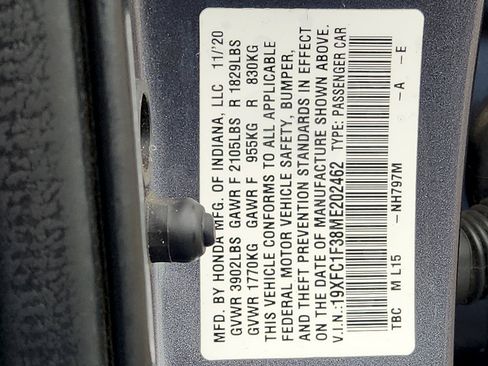 MFD. BY HONDA MFG. OF INDIANA, LLC 11/'20
GVWR 3902LBS GAWR F 2105LBS R 1829LBS
GVWR 1770KG GAWR F 955KG R 830KG
THIS VEHICLE CONFORMS TO ALL APPLICABLE
FEDERAL MOTOR VEHICLE SAFETY, BUMPER,
AND THEFT PREVENTION STANDARDS IN EFFECT
ON THE DATE OF MANUFACTURE SHOWN ABOVE.
V.I.N.:19XFC1F38ME202462 TYPE: PASSENGER CAR
TBC M L15 -NH797M -A -E